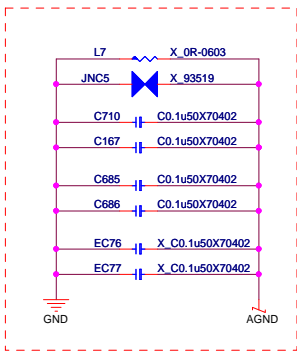 L7 X_0R-0603
JNC5 X_93519
C710 C0.1u50X70402
C167 C0.1u50X70402
C685 C0.1u50X70402
C686 C0.1u50X70402
EC76 X_C0.1u50X70402
EC77 X_C0.1u50X70402
GND AGND